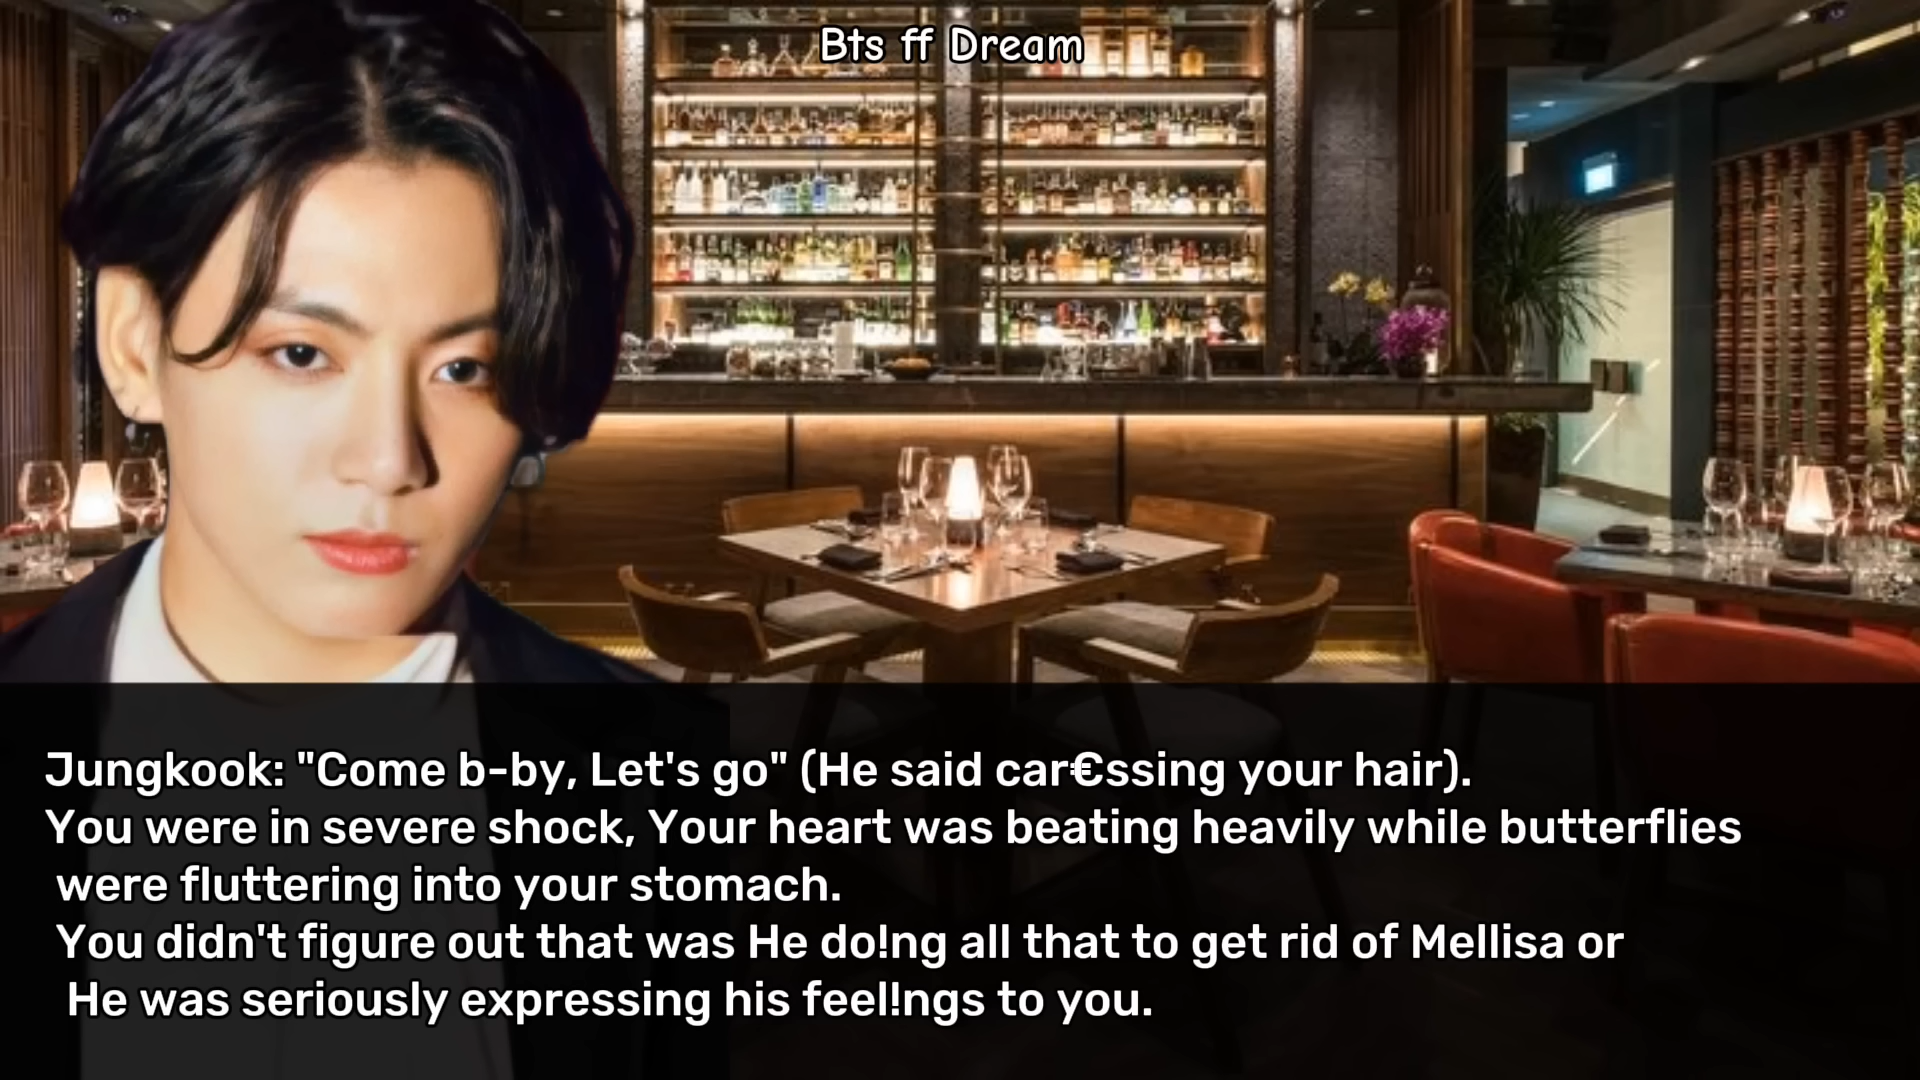 Bts ff Dream
Jungkook: "Come b-by, Let's go" (He said car€ssing your hair).
You were in severe shock, Your heart was beating heavily while butterflies
were fluttering into your stomach.
You didn't figure out that was He do!ng all that to get rid of Mellisa or
He was seriously expressing his feel!ngs to you.